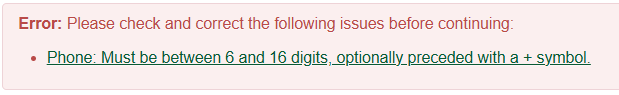 Error: Please check and correct the following issues before continuing:
• Phone: Must be between 6 and 16 digits, optionally preceded with a + symbol.